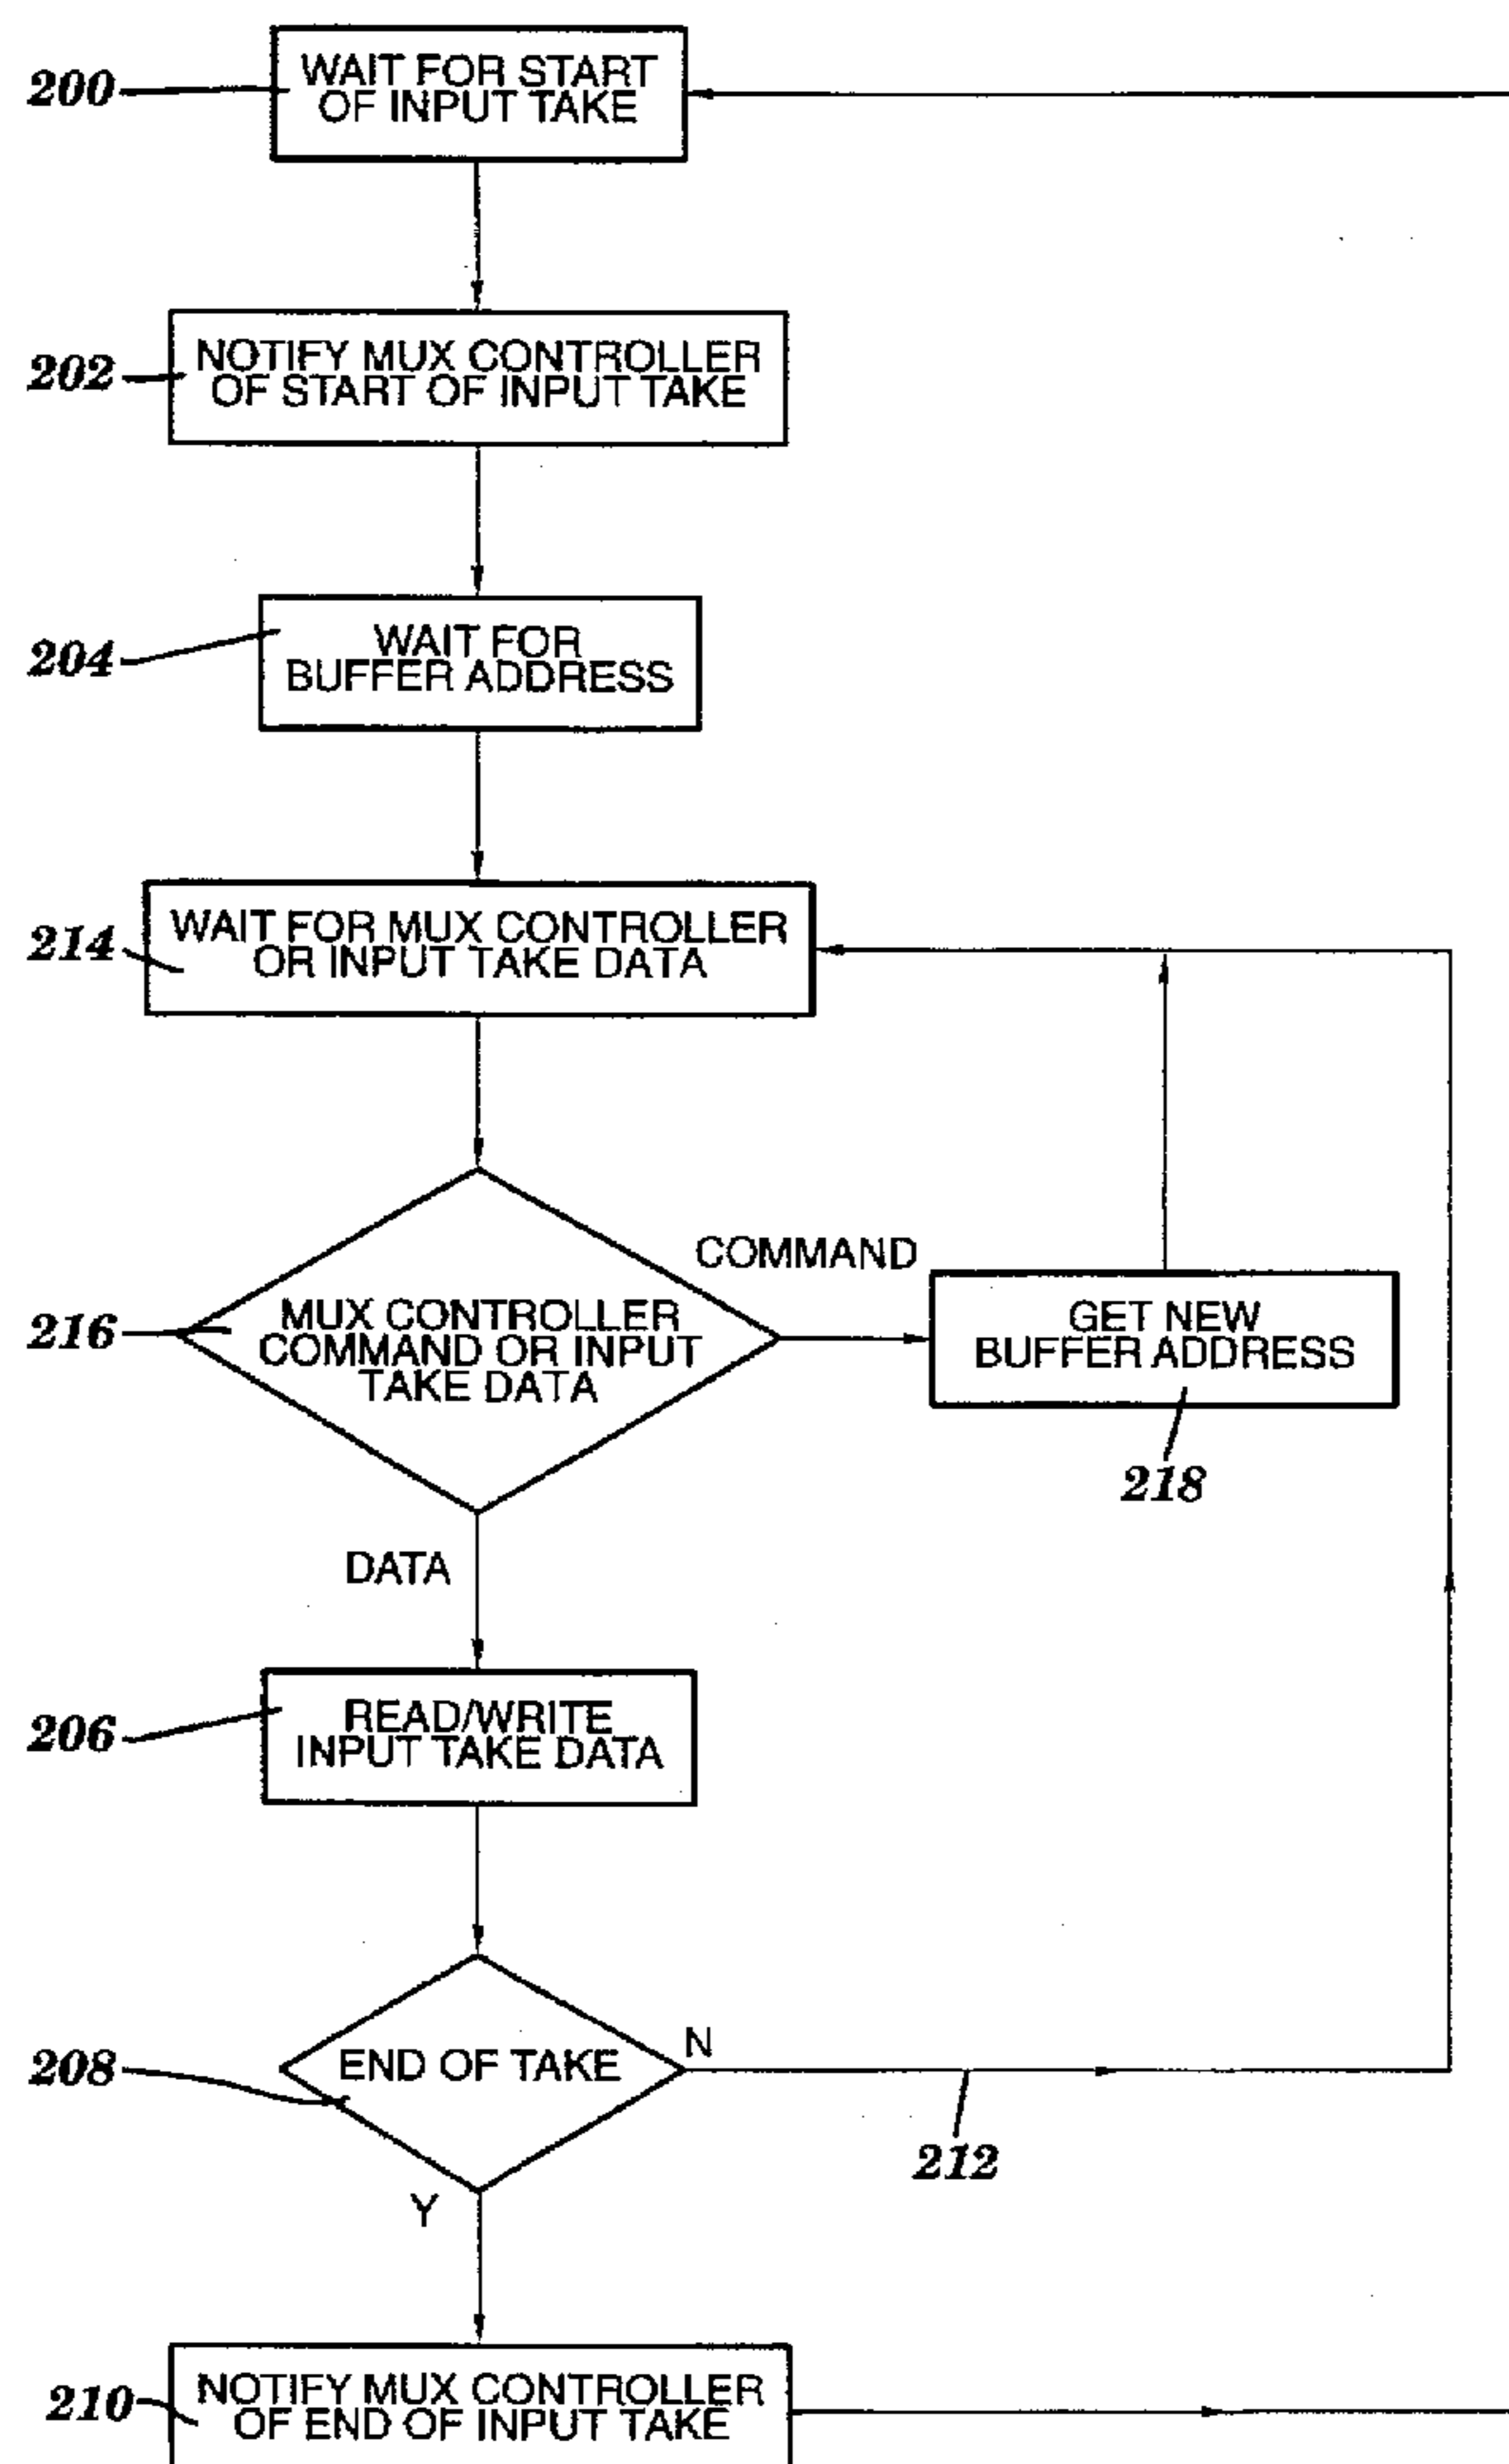 200
WAIT FOR START
OF INPUT TAKE
202
NOTIFY MUX CONTROLLER
OF START OF INPUT TAKE
204
WAIT FOR
BUFFER ADDRESS
214
WAIT FOR MUX CONTROLLER
OR INPUT TAKE DATA
COMMAND
216
MUX CONTROLLER
COMMAND OR INPUT
TAKE DATA
GET NEW
BUFFER ADDRESS
218
DATA
206
READ/WRITE
INPUT TAKE DATA
208
END OF TAKE
N
212
Y
210
NOTIFY MUX CONTROLLER
OF END OF INPUT TAKE